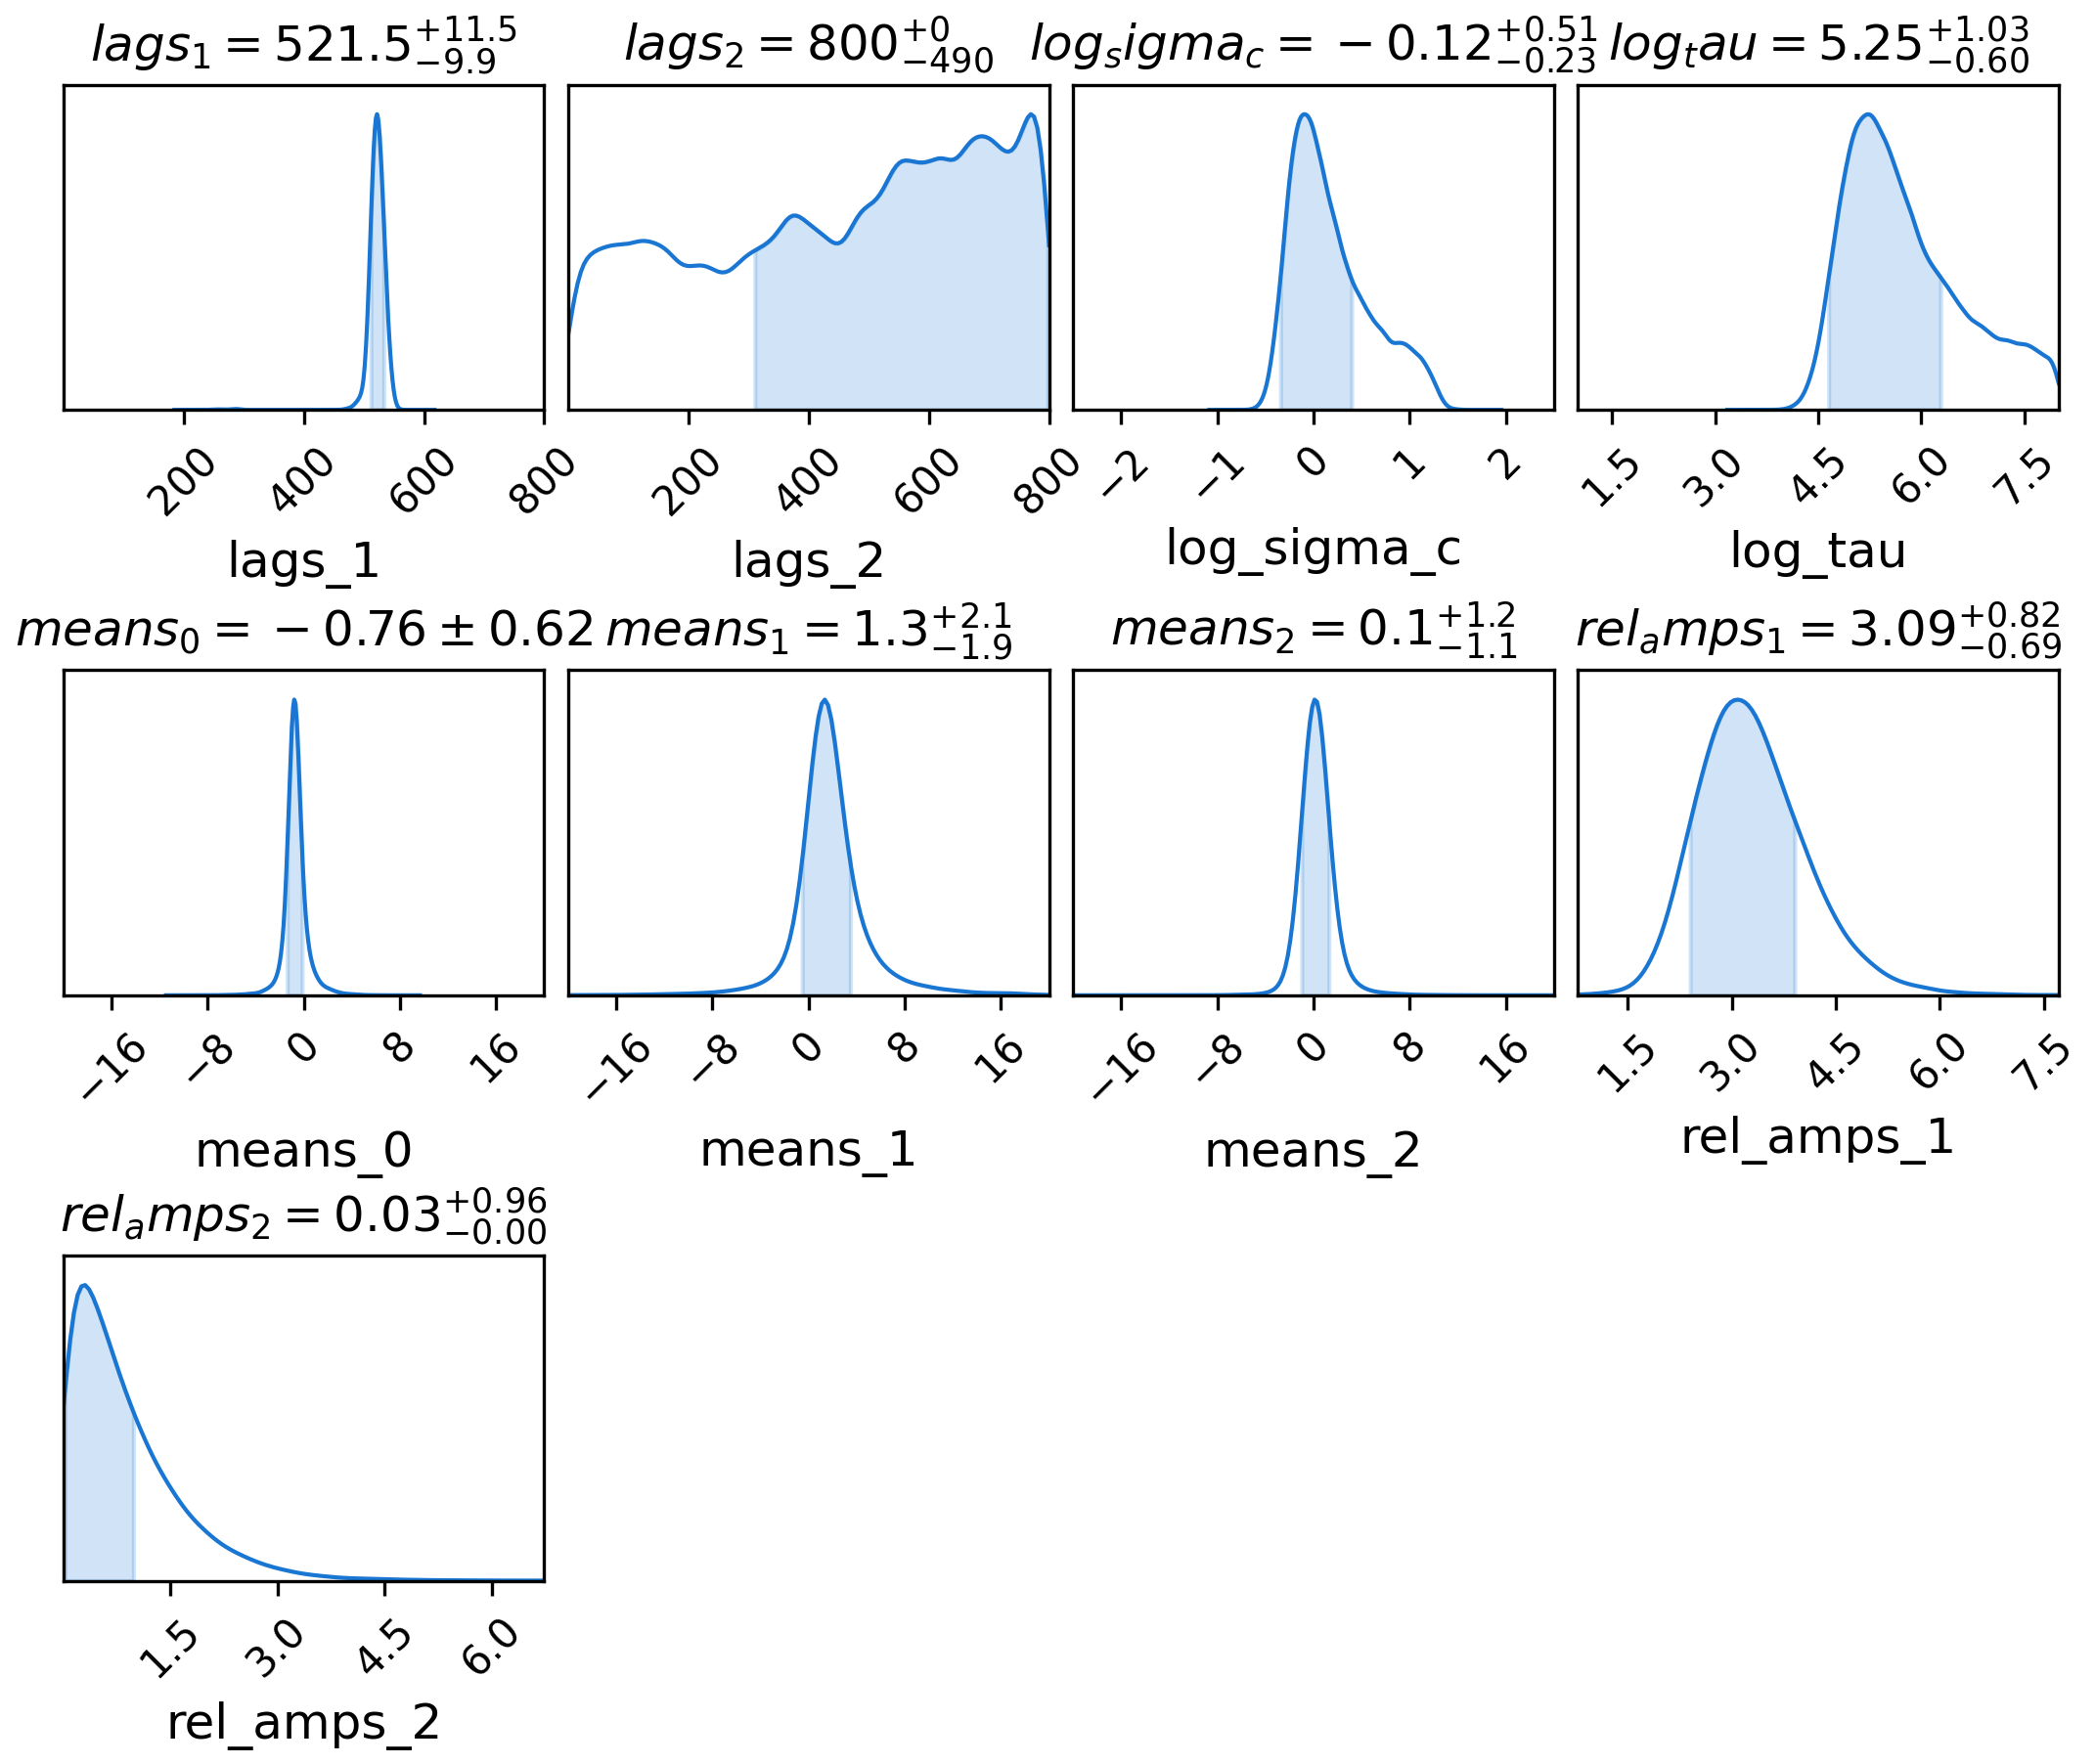 lags₁ = 521.5⁺¹¹·⁵₋₉.₉ lags₂ = 800⁺⁰₋₄₉₀ logₛigma_c = −0.12⁺⁰·⁵¹₋₀.₂₃ logₜau = 5.25⁺¹·⁰³₋₀.₆₀
200 400 600 800 200 400 600 800 −2 −1 0 1 2 1.5 3.0 4.5 6.0 7.5
lags_1 lags_2 log_sigma_c log_tau
means₀ = −0.76 ± 0.62 means₁ = 1.3⁺²·¹₋₁.₉ means₂ = 0.1⁺¹·²₋₁.₁ relₐmps₁ = 3.09⁺⁰·⁸²₋₀.₆₉
−16 −8 0 8 16 −16 −8 0 8 16 −16 −8 0 8 16 1.5 3.0 4.5 6.0 7.5
means_0 means_1 means_2 rel_amps_1
relₐmps₂ = 0.03⁺⁰·⁹⁶₋₀.₀₀
1.5 3.0 4.5 6.0
rel_amps_2